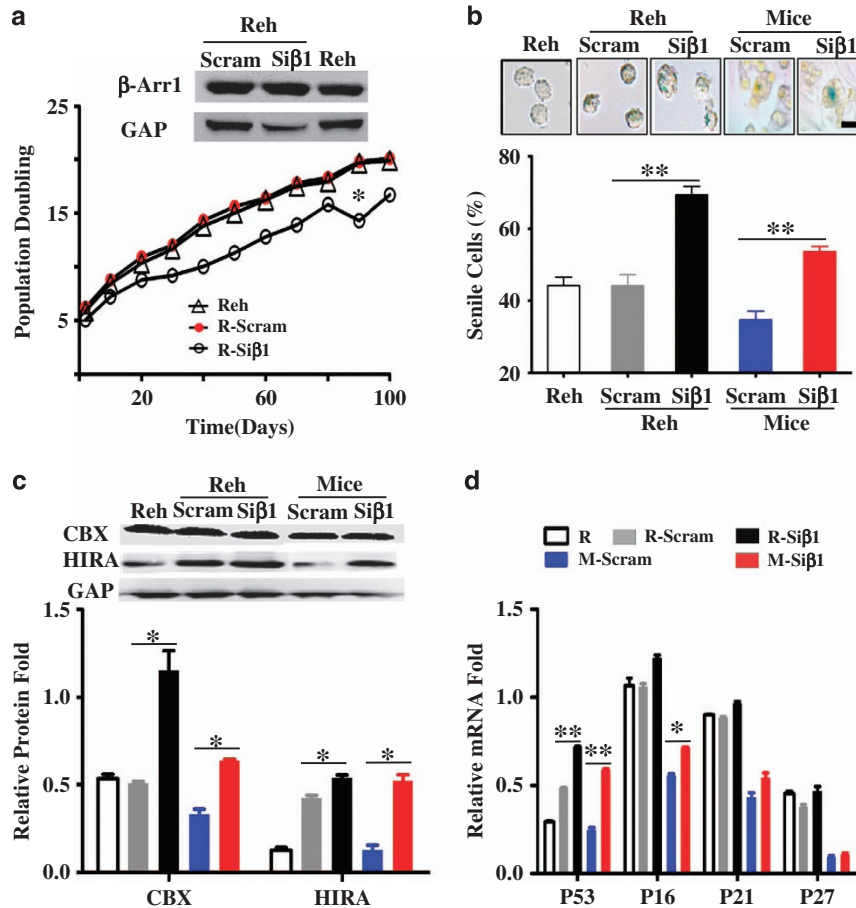 a
Reh
Scram Siβ1 Reh
β-Arr1
GAP
Population Doubling
25
15
5
*
Reh
R-Scram
R-Siβ1
20 60 100
Time(Days)
b
Reh Mice
Reh Scram Siβ1 Scram Siβ1
Senile Cells (%)
80
60
40
20
** **
Reh Scram Siβ1 Scram Siβ1
Reh Mice
c
Reh Mice
Reh Scram Siβ1 Scram Siβ1
CBX
HIRA
GAP
Relative Protein Fold
1.5
1.0
0.5
0.0
* * * *
CBX HIRA
d
R R-Scram R-Siβ1
M-Scram M-Siβ1
Relative mRNA Fold
1.5
1.0
0.5
0.0
** ** *
P53 P16 P21 P27